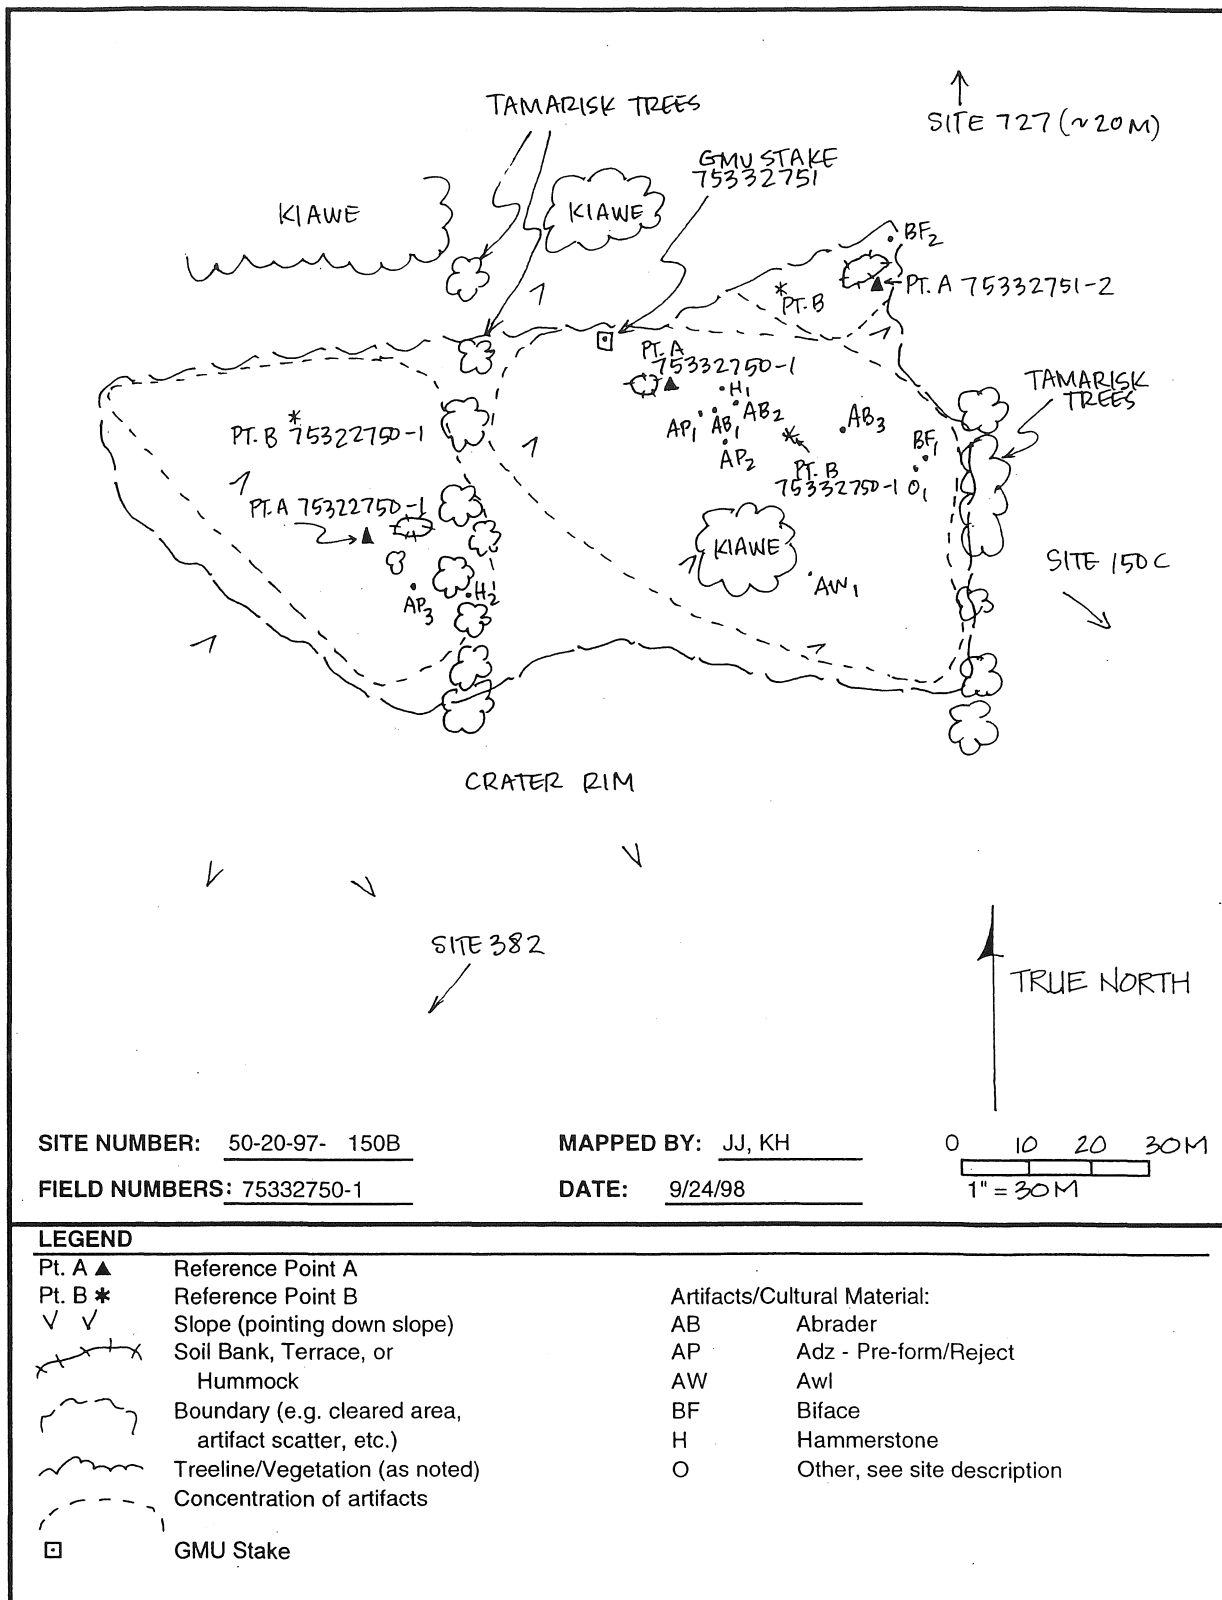 TAMARISK TREES
SITE 727 (~20M)
GMU STAKE
75332751
KIAWE
KIAWE
BF2
PT. A 75332751-2
PT. B
PT. A
75332750-1
H1
AB2
AP1
AB1
AB3
AP2
TAMARISK
TREES
BF1
PT. B
75332750-1
O1
PT. B 75322750-1
PT. A 75322750-1
KIAWE
AW1
SITE 150C
AP3
H2
CRATER RIM
SITE 382
TRUE NORTH
SITE NUMBER: 50-20-97- 150B
MAPPED BY: JJ, KH
0 10 20 30M
FIELD NUMBERS: 75332750-1
DATE: 9/24/98
1" = 30M
LEGEND
Pt. A Reference Point A
Pt. B Reference Point B
Slope (pointing down slope)
Soil Bank, Terrace, or
Hummock
Boundary (e.g. cleared area,
artifact scatter, etc.)
Treeline/Vegetation (as noted)
Concentration of artifacts
GMU Stake
Artifacts/Cultural Material:
AB Abrader
AP Adz - Pre-form/Reject
AW Awl
BF Biface
H Hammerstone
O Other, see site description